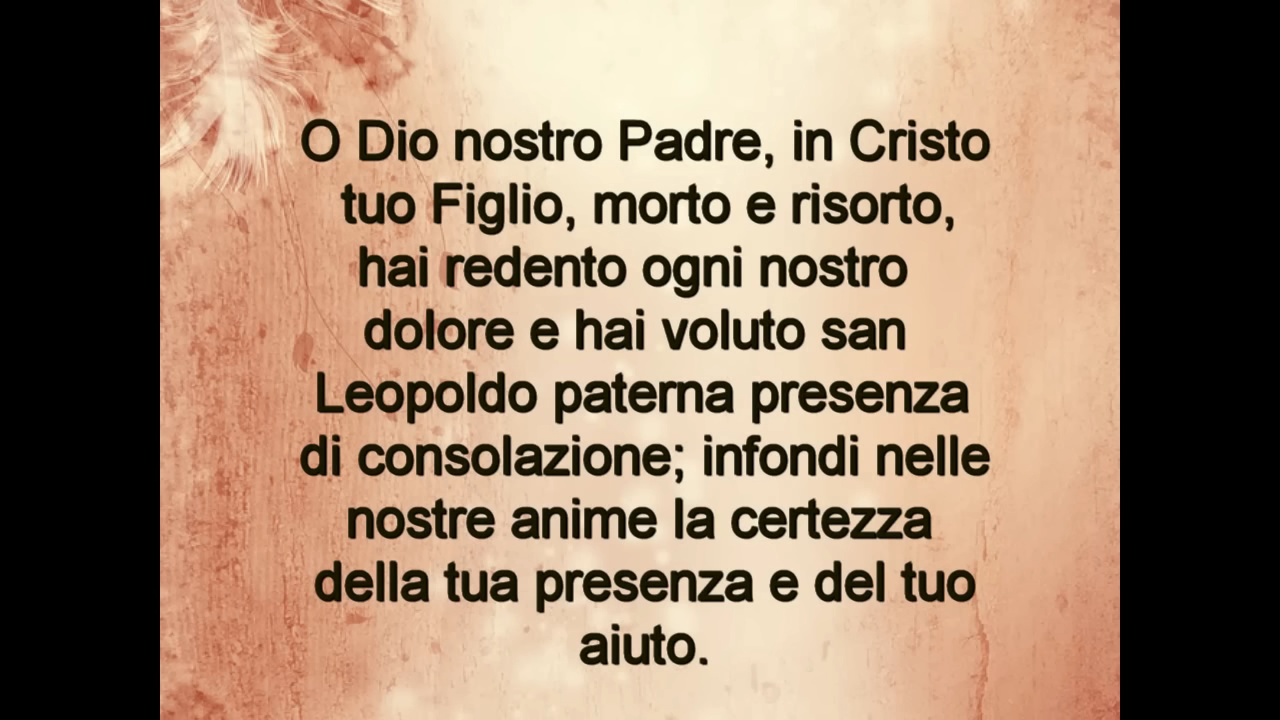 O Dio nostro Padre, in Cristo
tuo Figlio, morto e risorto,
hai redento ogni nostro
dolore e hai voluto san
Leopoldo paterna presenza
di consolazione; infondi nelle
nostre anime la certezza
della tua presenza e del tuo
aiuto.